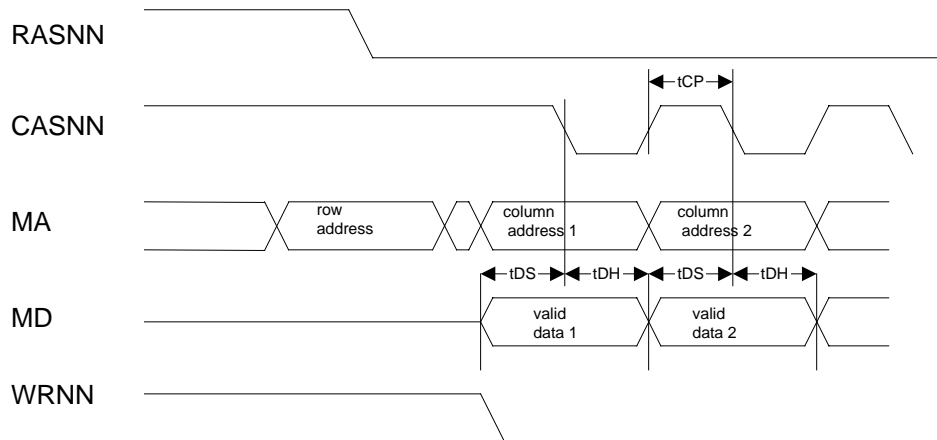 RASNN
tCP
CASNN
MA
row
address
column
address 1
column
address 2
tDS
tDH
tDS
tDH
MD
valid
data 1
valid
data 2
WRNN